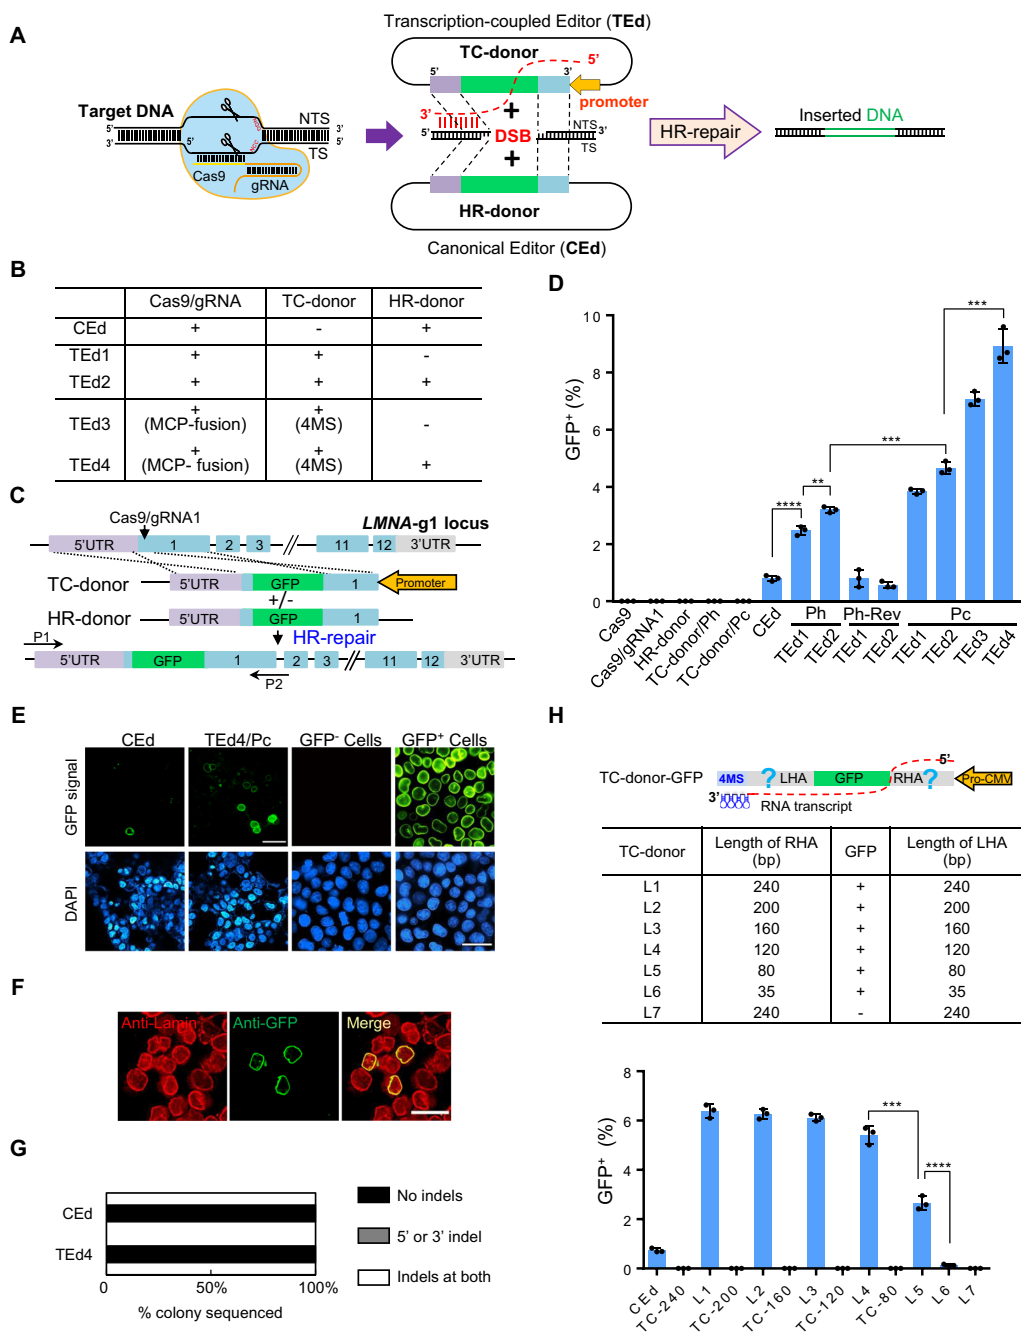 A
Transcription-coupled Editor (TEd)
TC-donor
5'
5'
3'
promoter
3'
Target DNA
NTS
TS
5'
3'
5'
3'
5'
Cas9
gRNA
5'
NTS
3'
TS
DSB
+
+
HR-donor
Canonical Editor (CEd)
HR-repair
Inserted DNA
B
Cas9/gRNA TC-donor HR-donor
CEd + - +
TEd1 + + -
TEd2 + + +
TEd3 + (MCP-fusion) + (4MS) -
TEd4 + (MCP- fusion) + (4MS) +
C
Cas9/gRNA1
LMNA-g1 locus
5'UTR 1 2 3 // 11 12 3'UTR
TC-donor 5'UTR GFP 1 Promoter
+/-
HR-donor 5'UTR GFP 1
HR-repair
P1
5'UTR GFP 1 2 3 // 11 12 3'UTR
P2
D
GFP+ (%)
10
8
6
4
2
0
*** *** ** ****
Cas9
Cas9/gRNA1
HR-donor
TC-donor/Ph
TC-donor/Pc
CEd
Ph
TEd1
TEd2
Ph-Rev
TEd1
TEd2
Pc
TEd1
TEd2
TEd3
TEd4
E
CEd TEd4/Pc GFP- Cells GFP+ Cells
GFP signal
DAPI
F
Anti-Lamin Anti-GFP Merge
G
CEd
TEd4
0 50% 100%
% colony sequenced
No indels
5' or 3' indel
Indels at both
H
5'
TC-donor-GFP 4MS ? LHA GFP RHA ? Pro-CMV
3'
RNA transcript
TC-donor Length of RHA (bp) GFP Length of LHA (bp)
L1 240 + 240
L2 200 + 200
L3 160 + 160
L4 120 + 120
L5 80 + 80
L6 35 + 35
L7 240 - 240
GFP+ (%)
8
6
4
2
0
*** ****
CEd
TC-240
L1
TC-200
L2
TC-160
L3
TC-120
L4
TC-80
L5
L6
L7